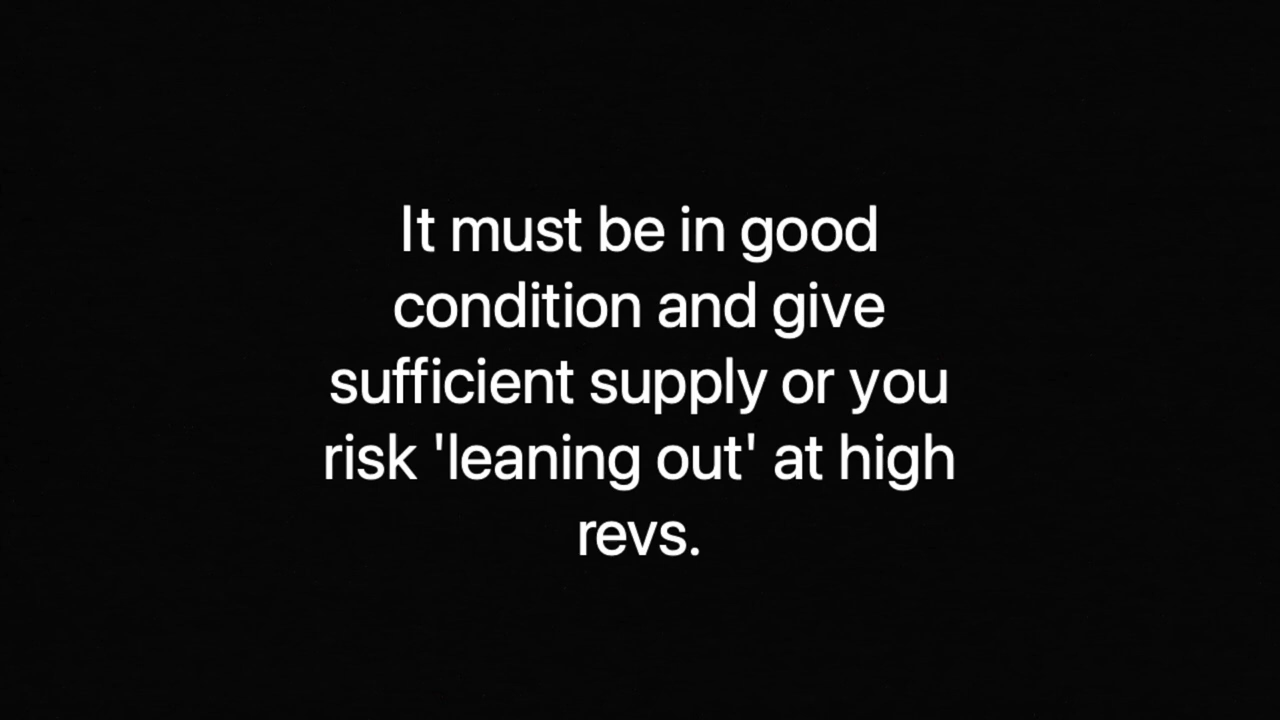 It must be in good
condition and give
sufficient supply or you
risk 'leaning out' at high
revs.